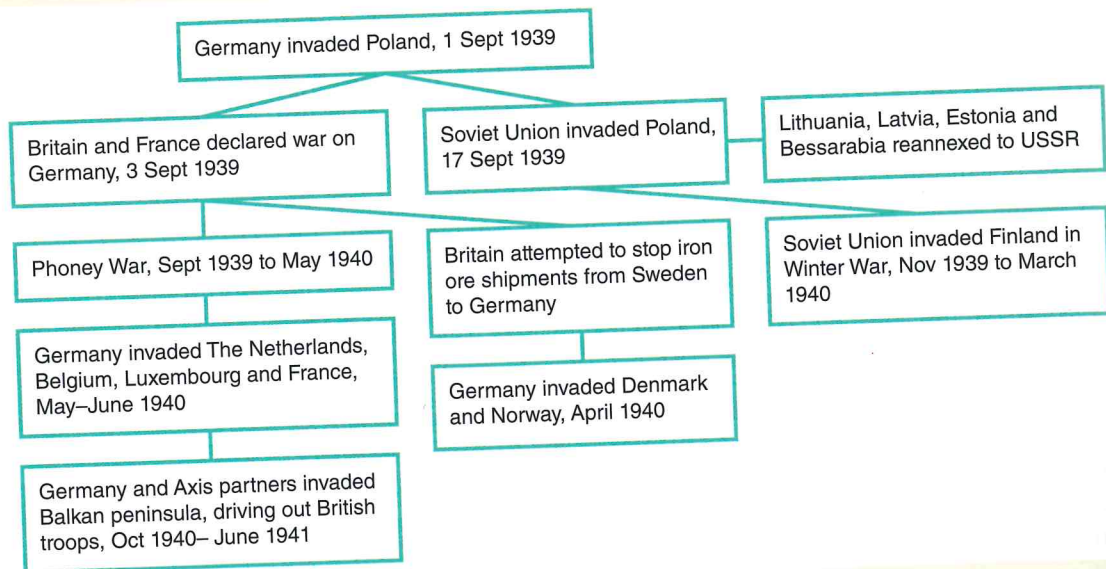 Germany invaded Poland, 1 Sept 1939
Britain and France declared war on
Germany, 3 Sept 1939
Soviet Union invaded Poland,
17 Sept 1939
Lithuania, Latvia, Estonia and
Bessarabia reannexed to USSR
Phoney War, Sept 1939 to May 1940
Britain attempted to stop iron
ore shipments from Sweden
to Germany
Soviet Union invaded Finland in
Winter War, Nov 1939 to March
1940
Germany invaded The Netherlands,
Belgium, Luxembourg and France,
May–June 1940
Germany invaded Denmark
and Norway, April 1940
Germany and Axis partners invaded
Balkan peninsula, driving out British
troops, Oct 1940– June 1941